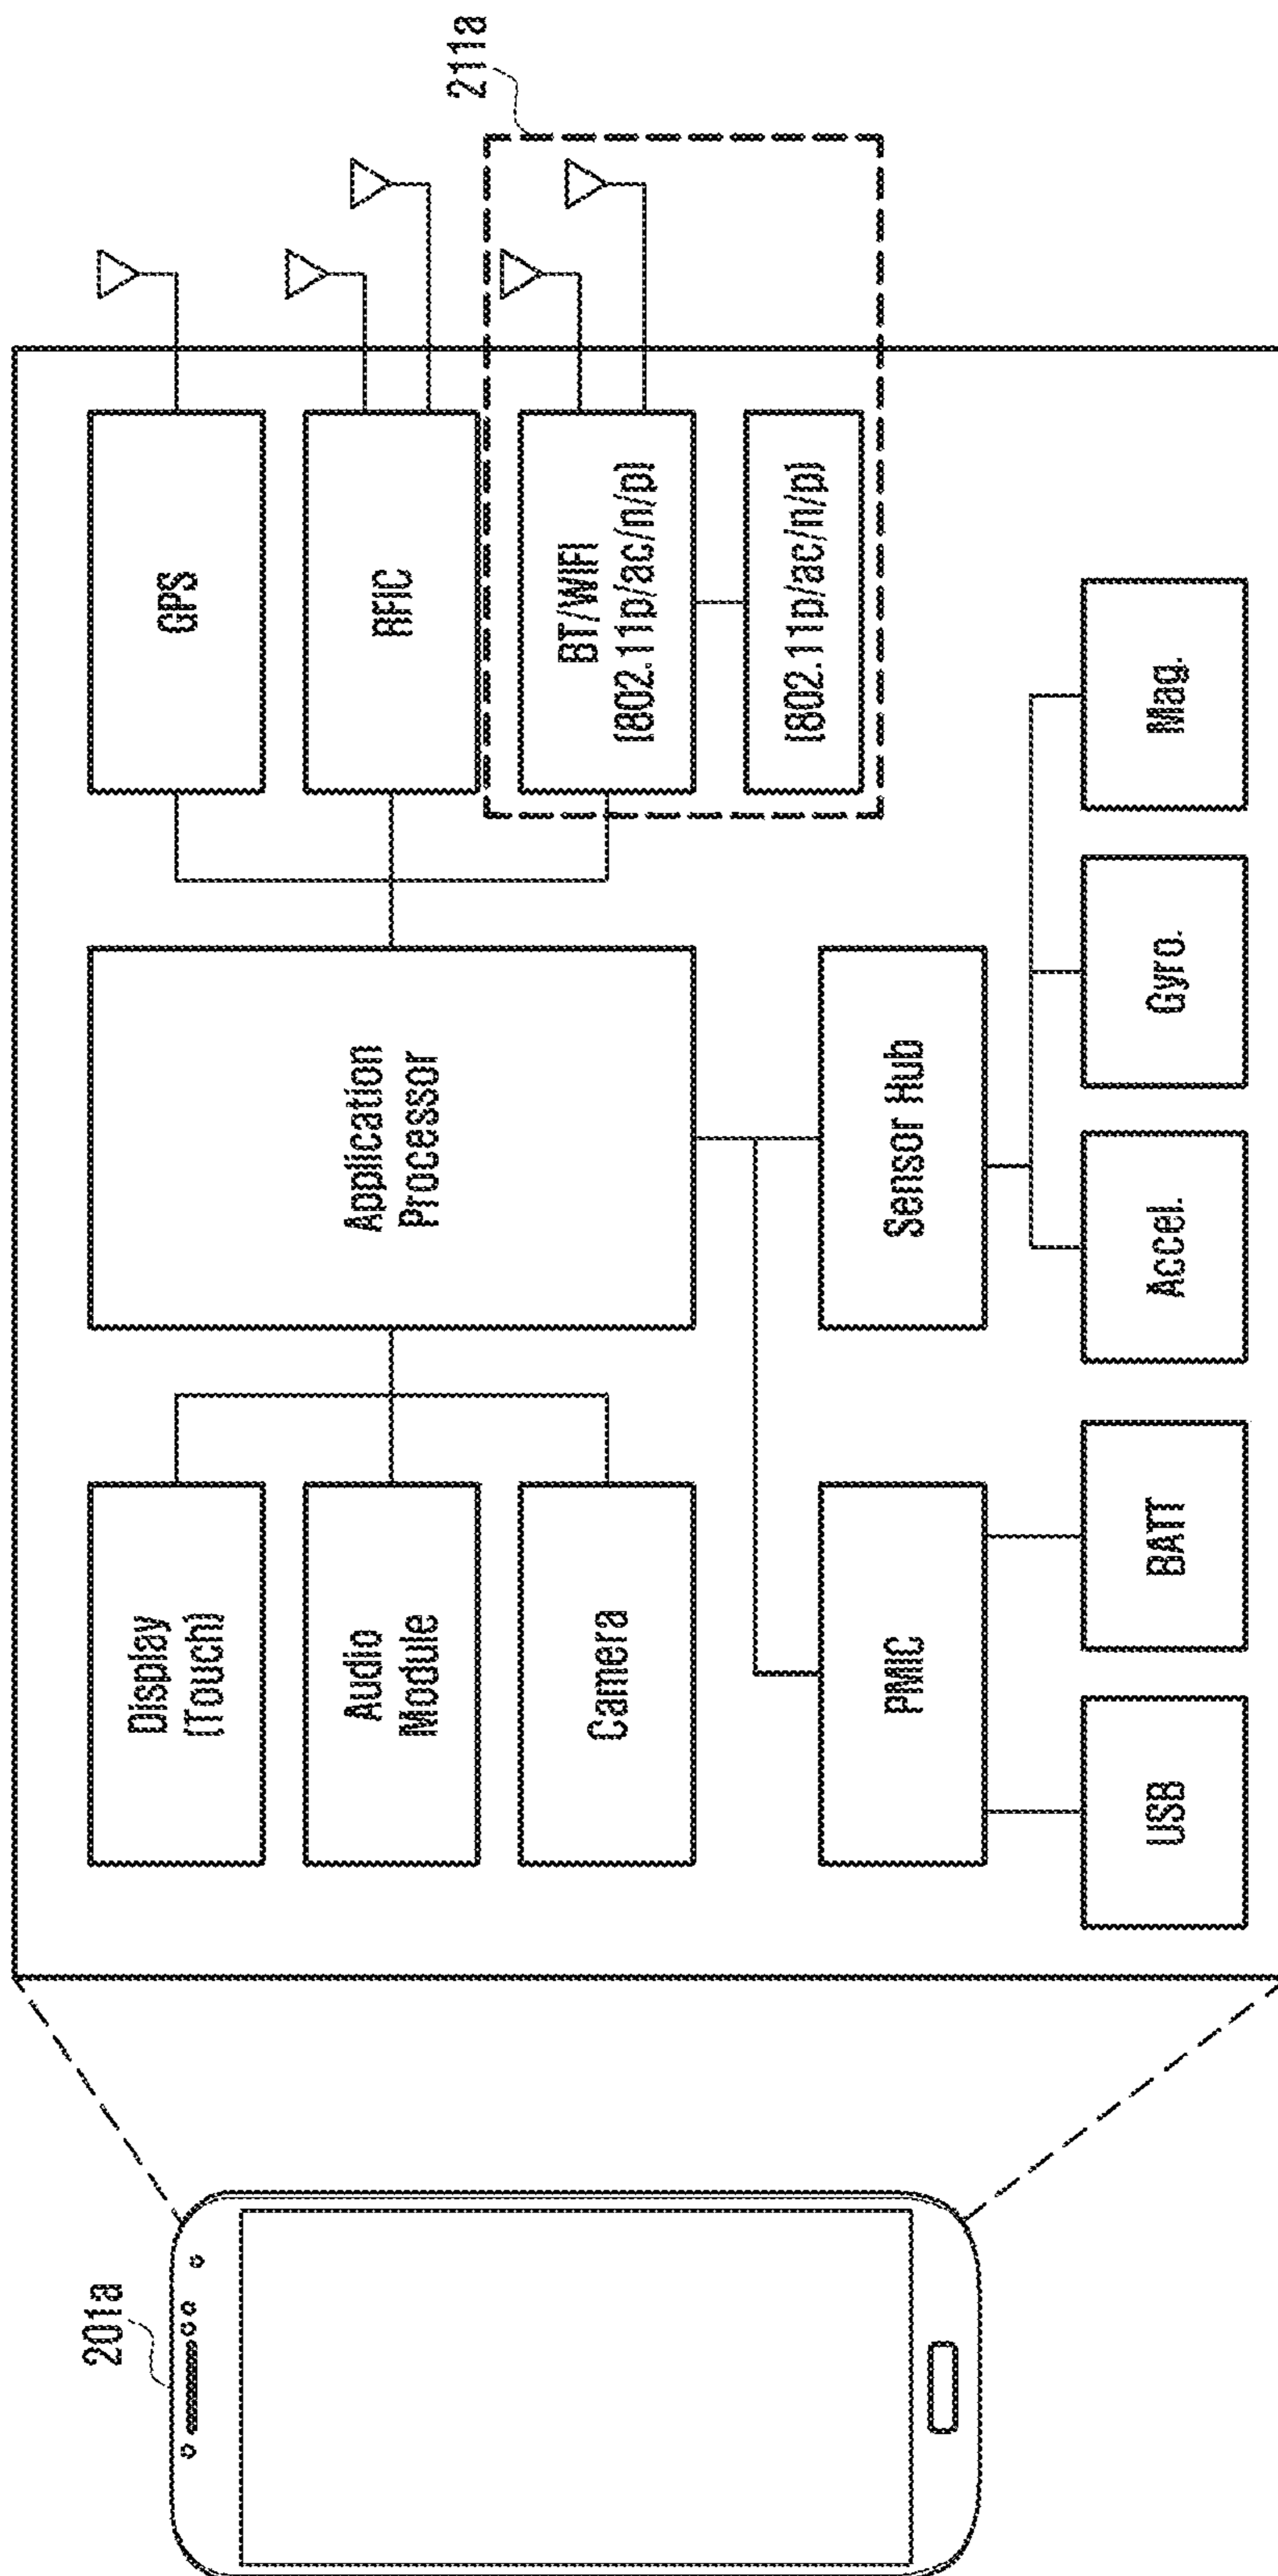 201a
Display
(Touch)
Audio
Module
Camera
Application
Processor
GPS
RFIC
211a
BT/WIFI
(802.11p/ac/n/p)
(802.11p/ac/n/p)
PMIC
Sensor Hub
USB
BATT
Accel.
Gyro.
Mag.